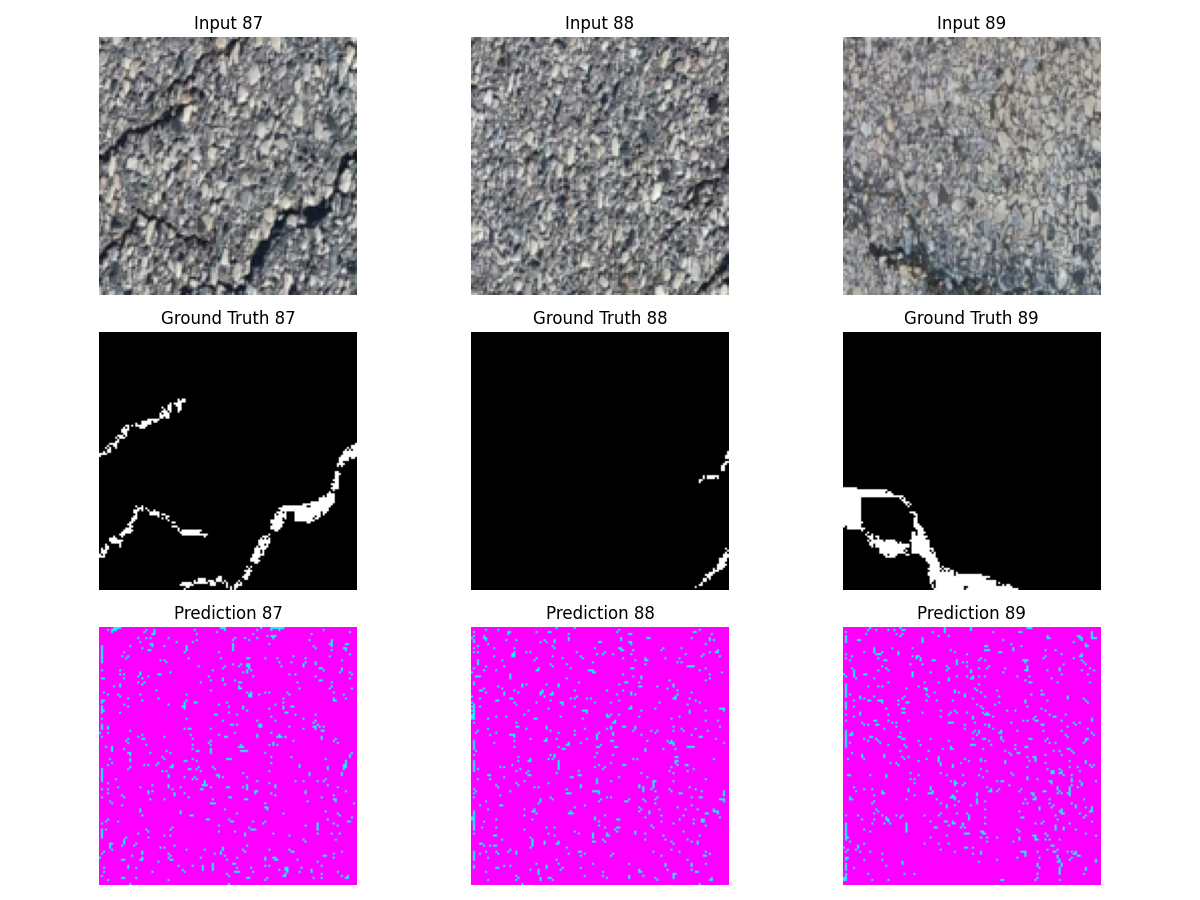 Input 87
Input 88
Input 89
Ground Truth 87
Ground Truth 88
Ground Truth 89
Prediction 87
Prediction 88
Prediction 89